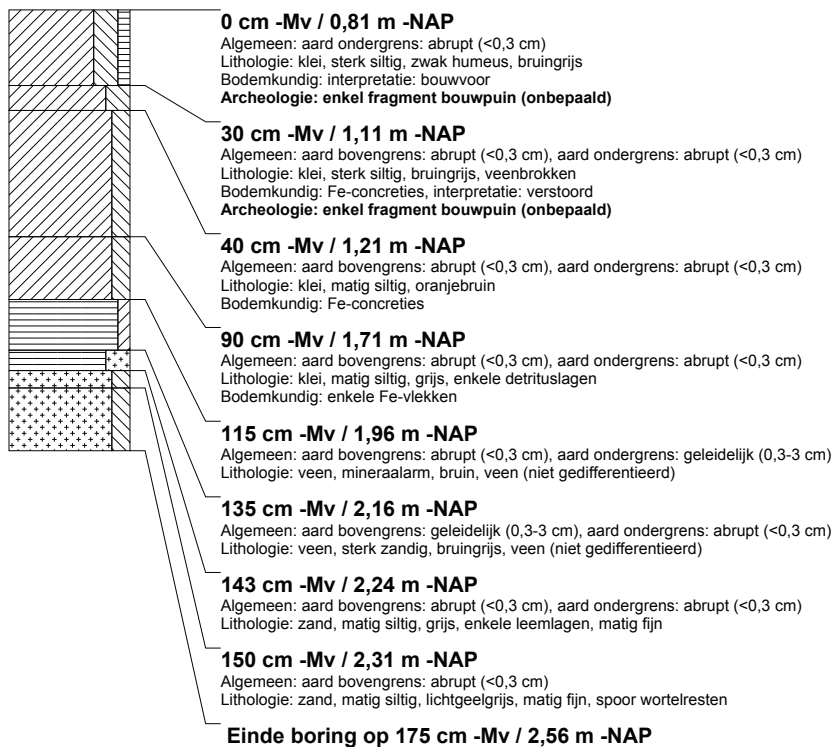 0 cm -Mv / 0,81 m -NAP
Algemeen: aard ondergrens: abrupt (<0,3 cm)
Lithologie: klei, sterk siltig, zwak humeus, bruingrijs
Bodemkundig: interpretatie: bouwvoor
Archeologie: enkel fragment bouwpuin (onbepaald)
30 cm -Mv / 1,11 m -NAP
Algemeen: aard bovengrens: abrupt (<0,3 cm), aard ondergrens: abrupt (<0,3 cm)
Lithologie: klei, sterk siltig, bruingrijs, veenbrokken
Bodemkundig: Fe-concreties, interpretatie: verstoord
Archeologie: enkel fragment bouwpuin (onbepaald)
40 cm -Mv / 1,21 m -NAP
Algemeen: aard bovengrens: abrupt (<0,3 cm), aard ondergrens: abrupt (<0,3 cm)
Lithologie: klei, matig siltig, oranjebruin
Bodemkundig: Fe-concreties
90 cm -Mv / 1,71 m -NAP
Algemeen: aard bovengrens: abrupt (<0,3 cm), aard ondergrens: abrupt (<0,3 cm)
Lithologie: klei, matig siltig, grijs, enkele detrituslagen
Bodemkundig: enkele Fe-vlekken
115 cm -Mv / 1,96 m -NAP
Algemeen: aard bovengrens: abrupt (<0,3 cm), aard ondergrens: geleidelijk (0,3-3 cm)
Lithologie: veen, mineraalarm, bruin, veen (niet gedifferentieerd)
135 cm -Mv / 2,16 m -NAP
Algemeen: aard bovengrens: geleidelijk (0,3-3 cm), aard ondergrens: abrupt (<0,3 cm)
Lithologie: veen, sterk zandig, bruingrijs, veen (niet gedifferentieerd)
143 cm -Mv / 2,24 m -NAP
Algemeen: aard bovengrens: abrupt (<0,3 cm), aard ondergrens: abrupt (<0,3 cm)
Lithologie: zand, matig siltig, grijs, enkele leemlagen, matig fijn
150 cm -Mv / 2,31 m -NAP
Algemeen: aard bovengrens: abrupt (<0,3 cm)
Lithologie: zand, matig siltig, lichtgeelgrijs, matig fijn, spoor wortelresten
Einde boring op 175 cm -Mv / 2,56 m -NAP